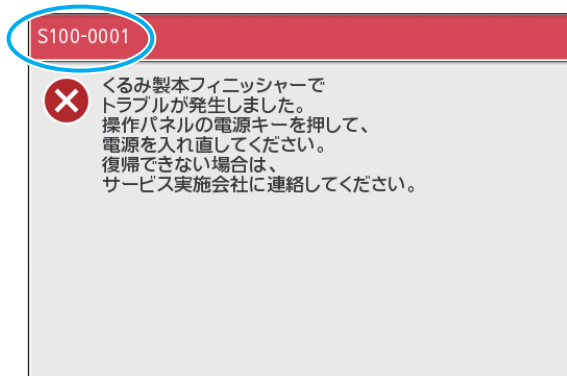 S100-0001
くるみ製本フィニッシャーで
トラブルが発生しました。
操作パネルの電源キーを押して、
電源を入れ直してください。
復帰できない場合は、
サービス実施会社に連絡してください。